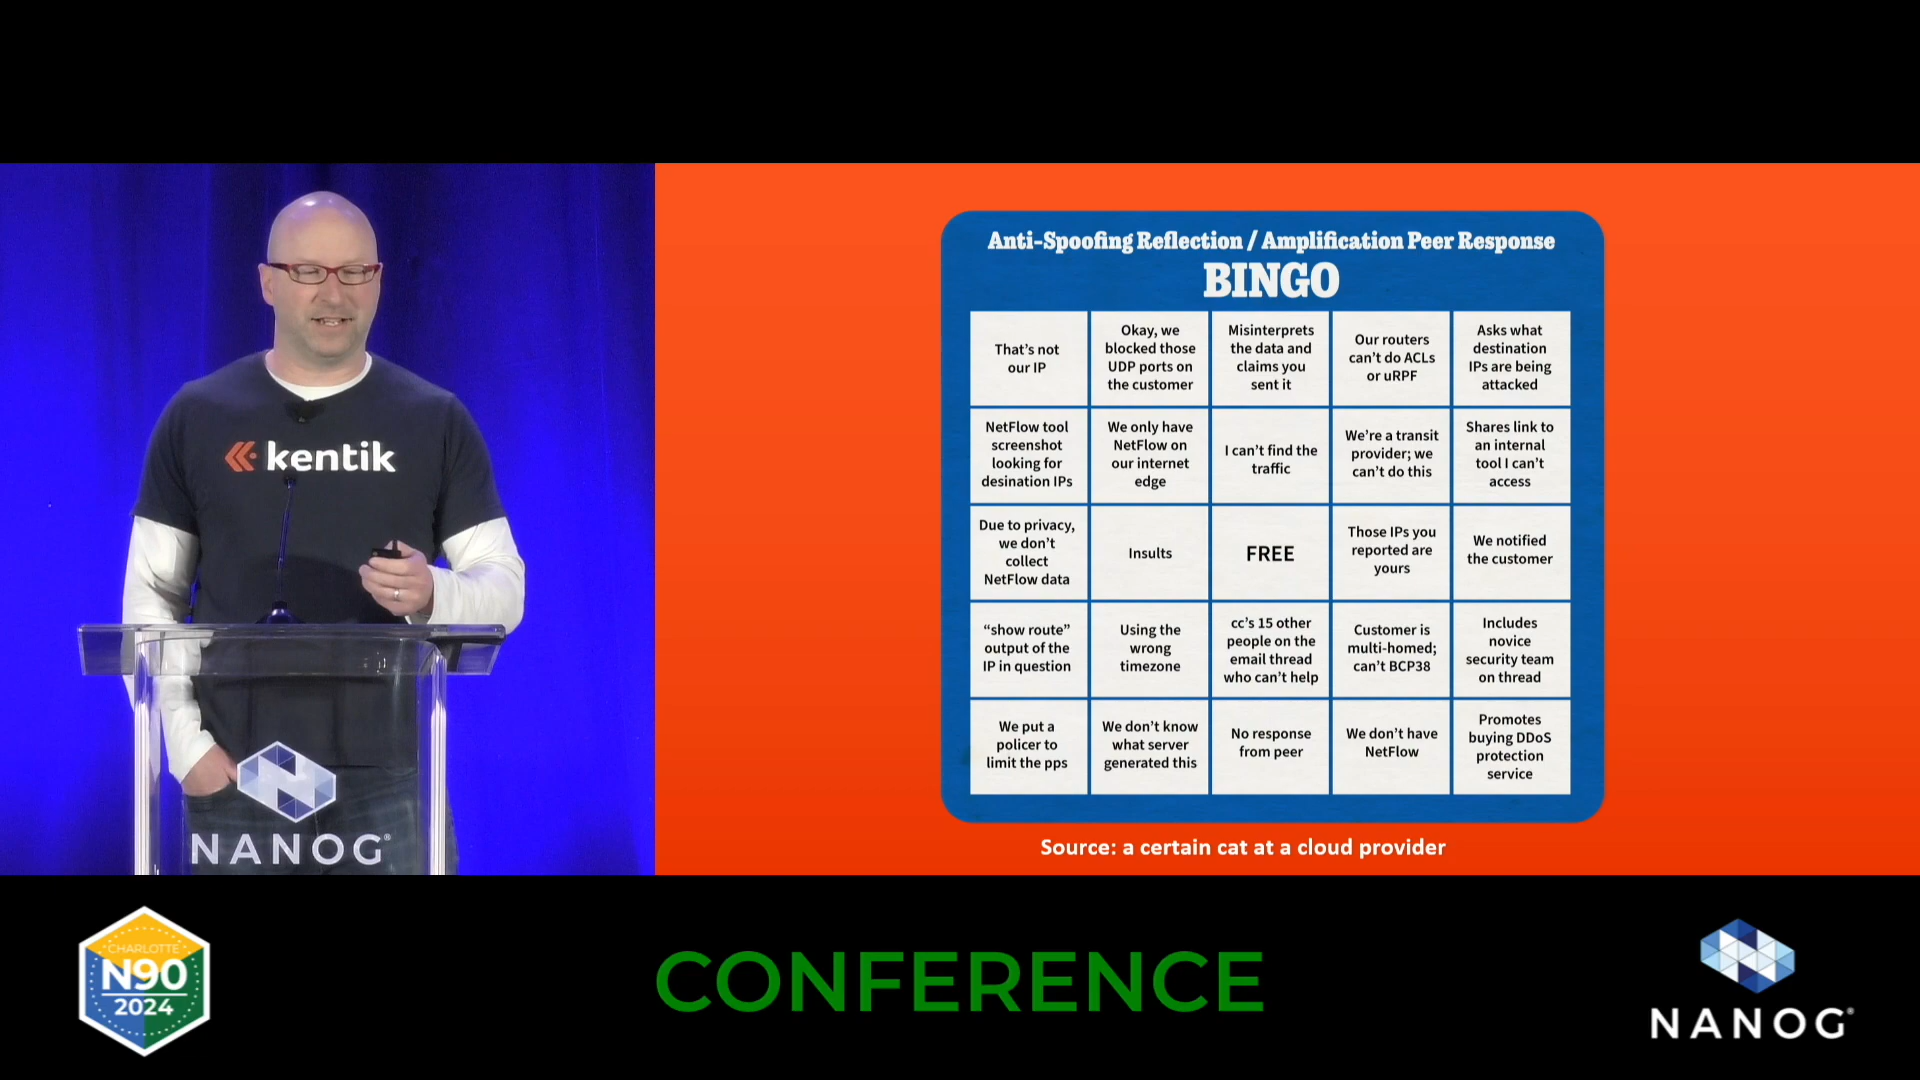 kentik
NANOG
Anti-Spoofing Reflection / Amplification Peer Response
BINGO
That's not
our IP
Okay, we
blocked those
UDP ports on
the customer
Misinterprets
the data and
claims you
sent it
Our routers
can't do ACLs
or uRPF
Asks what
destination
IPs are being
attacked
NetFlow tool
screenshot
looking for
desination IPs
We only have
NetFlow on
our internet
edge
I can't find the
traffic
We're a transit
provider; we
can't do this
Shares link to
an internal
tool I can't
access
Due to privacy,
we don't
collect
NetFlow data
Insults
FREE
Those IPs you
reported are
yours
We notified
the customer
"show route"
output of the
IP in question
Using the
wrong
timezone
cc's 15 other
people on the
email thread
who can't help
Customer is
multi-homed;
can't BCP38
Includes
novice
security team
on thread
We put a
policer to
limit the pps
We don't know
what server
generated this
No response
from peer
We don't have
NetFlow
Promotes
buying DDoS
protection
service
Source: a certain cat at a cloud provider
CHARLOTTE
N90
2024
CONFERENCE
NANOG